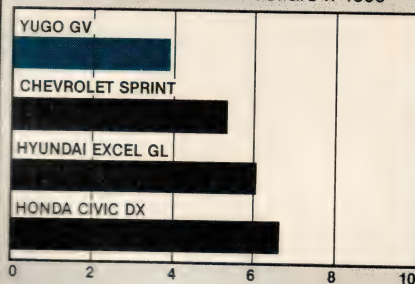 YUGO GV
CHEVROLET SPRINT
HYUNDAI EXCEL GL
HONDA CIVIC DX
0 2 4 6 8 10